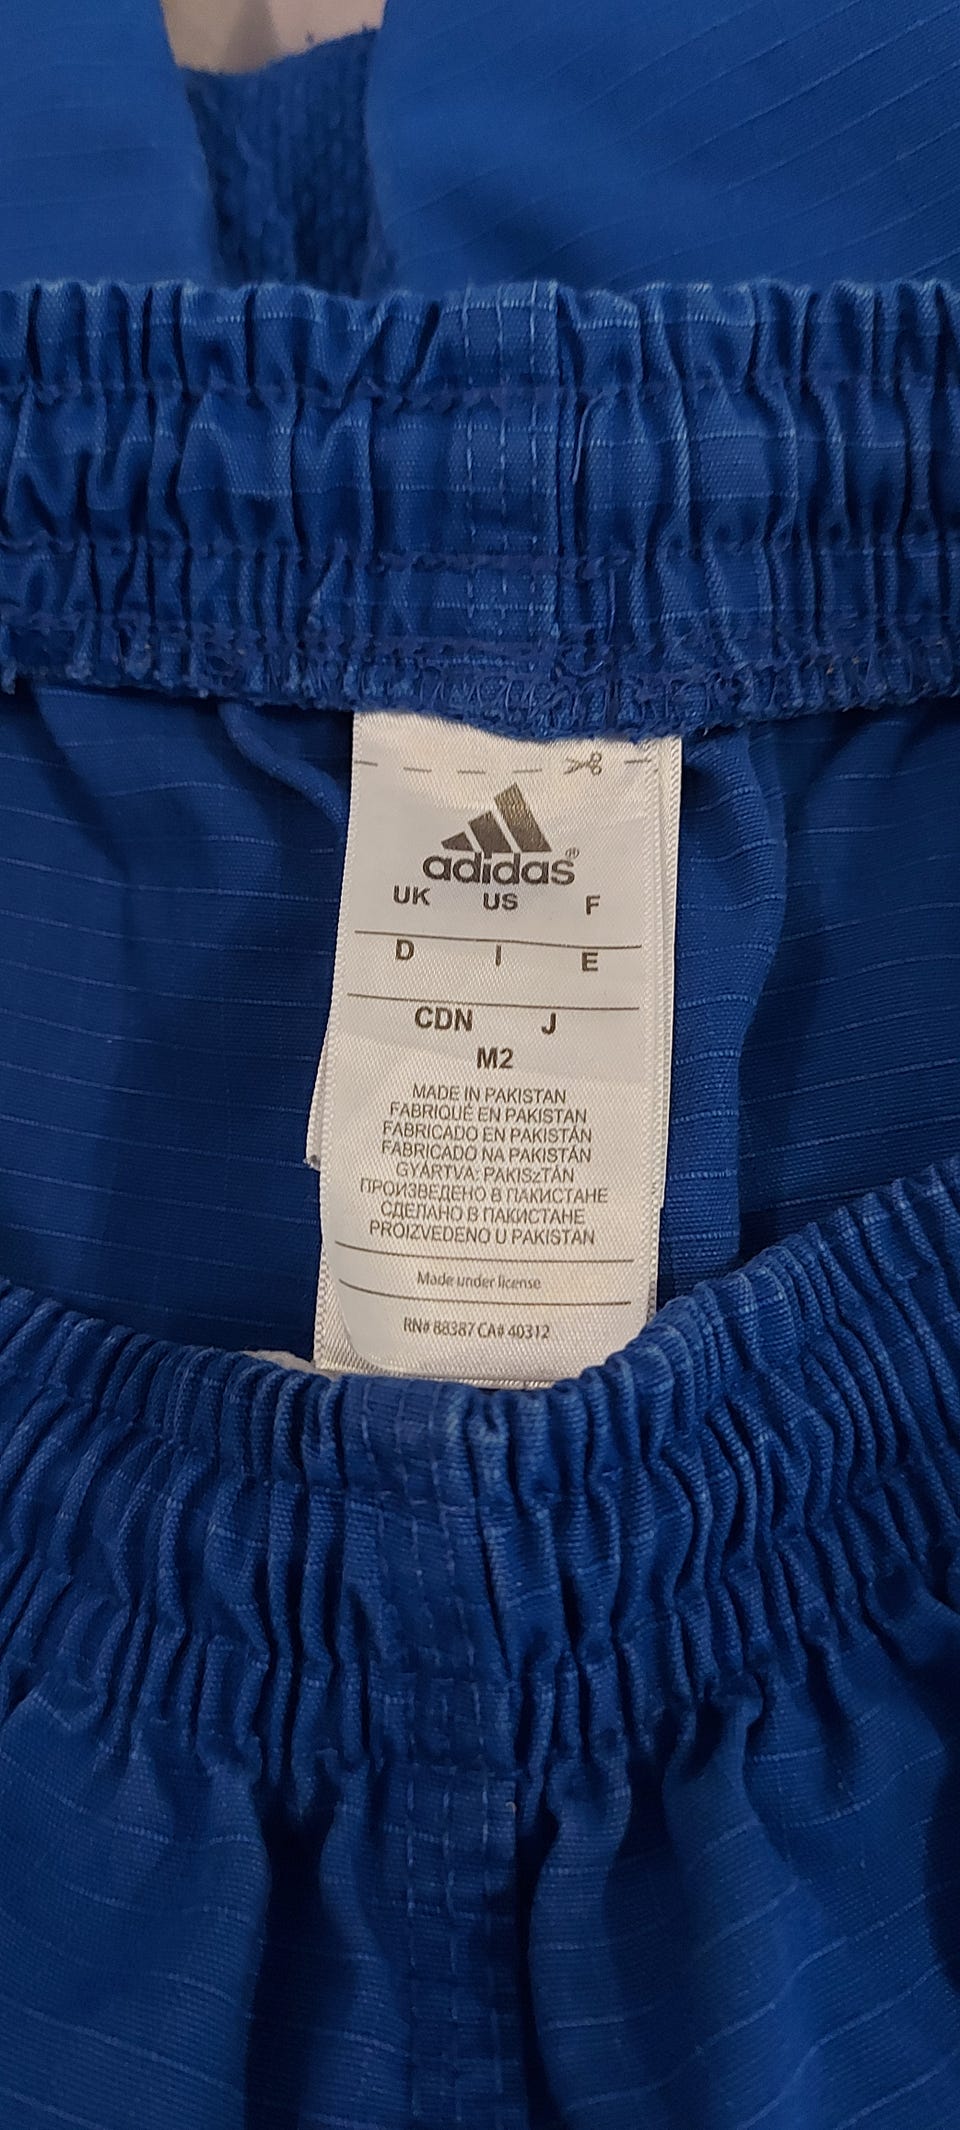 adidas®
UK US F
D I E
CDN J
M2
MADE IN PAKISTAN
FABRIQUÉ EN PAKISTAN
FABRICADO EN PAKISTÁN
FABRICADO NA PAKISTÁN
GYÁRTVA: PAKISzTÁN
ПРОИЗВЕДЕНО В ПАКИСТАНЕ
СДЕЛАНО В ПАКИСТАНЕ
PROIZVEDENO U PAKISTAN
Made under license
RN# 88387 CA# 40312